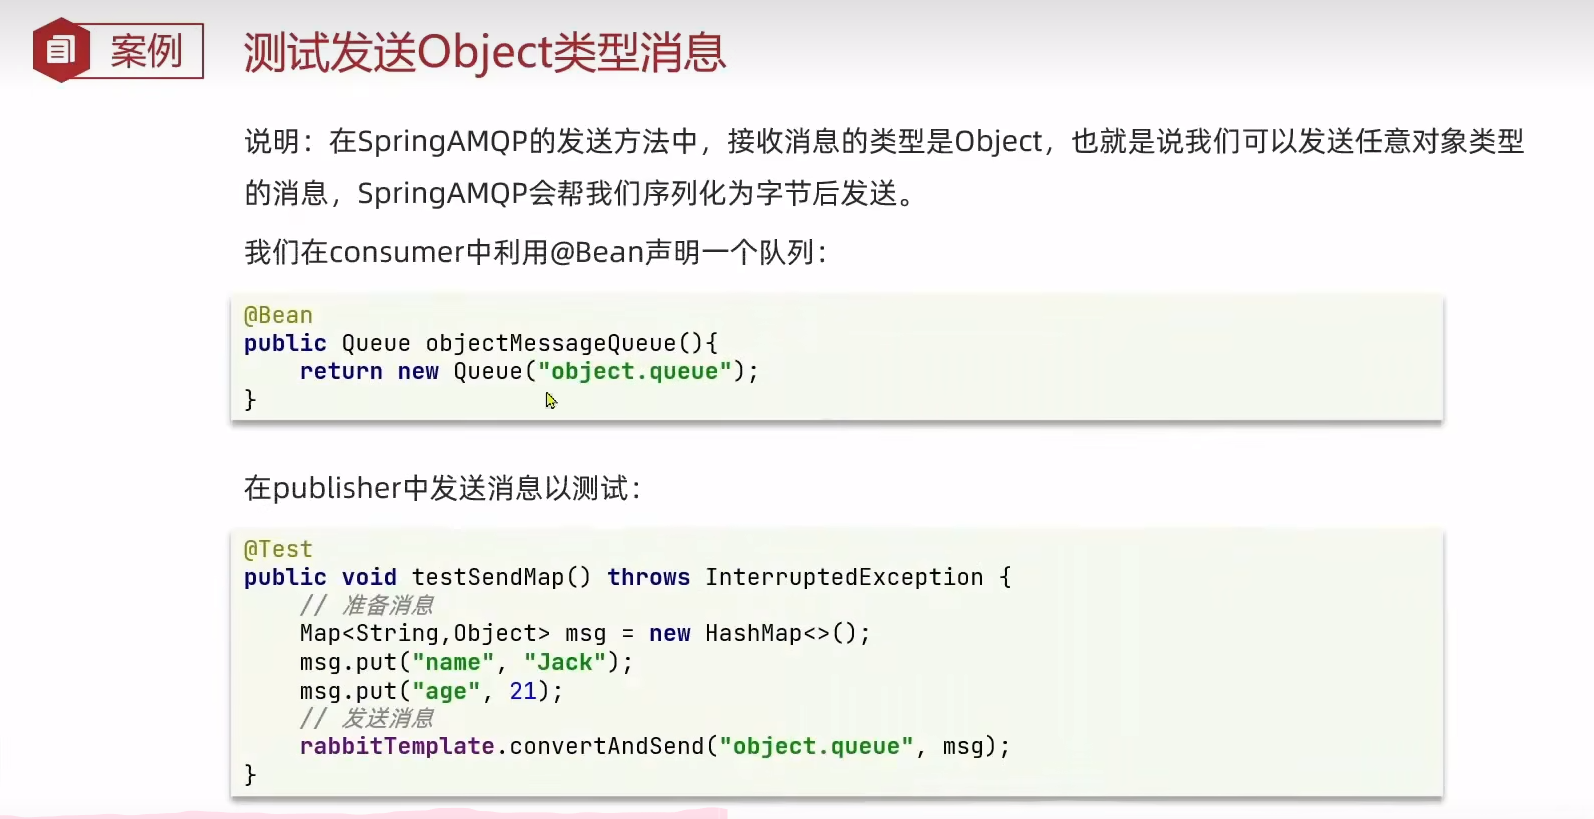 案例
测试发送Object类型消息
说明：在SpringAMQP的发送方法中，接收消息的类型是Object，也就是说我们可以发送任意对象类型
的消息，SpringAMQP会帮我们序列化为字节后发送。
我们在consumer中利用@Bean声明一个队列：
@Bean
public Queue objectMessageQueue(){
    return new Queue("object.queue");
}
在publisher中发送消息以测试：
@Test
public void testSendMap() throws InterruptedException {
    // 准备消息
    Map<String,Object> msg = new HashMap<>();
    msg.put("name", "Jack");
    msg.put("age", 21);
    // 发送消息
    rabbitTemplate.convertAndSend("object.queue", msg);
}